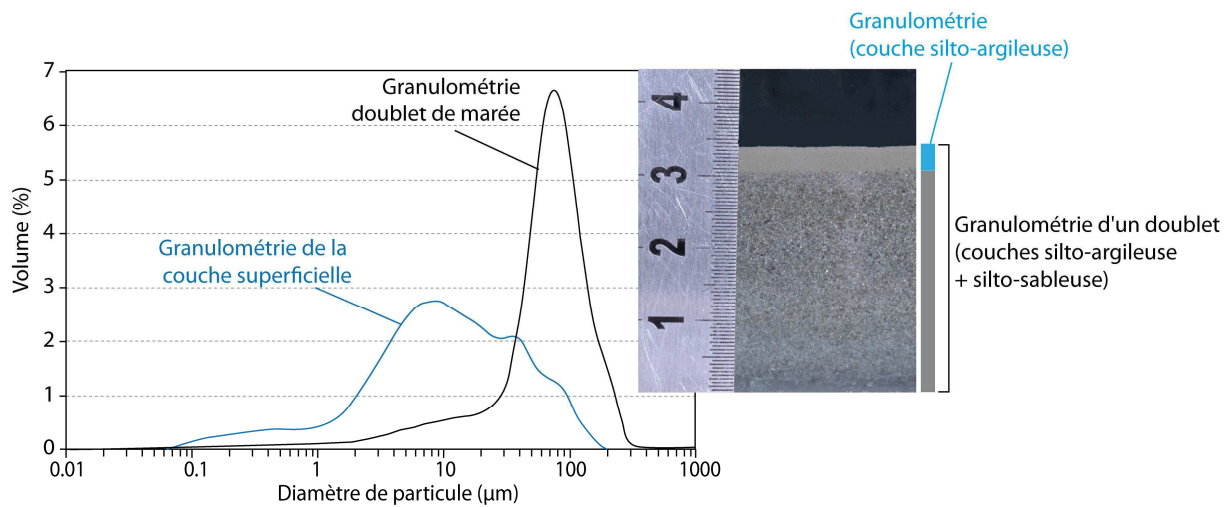 Granulométrie
(couche silto-argileuse)
Granulométrie
doublet de marée
Granulométrie de la
couche superficielle
Volume (%)
7
6
5
4
3
2
1
0
0.01
0.1
1
10
100
1000
Diamètre de particule (µm)
4
3
2
1
Granulométrie d'un doublet
(couches silto-argileuse
+ silto-sableuse)